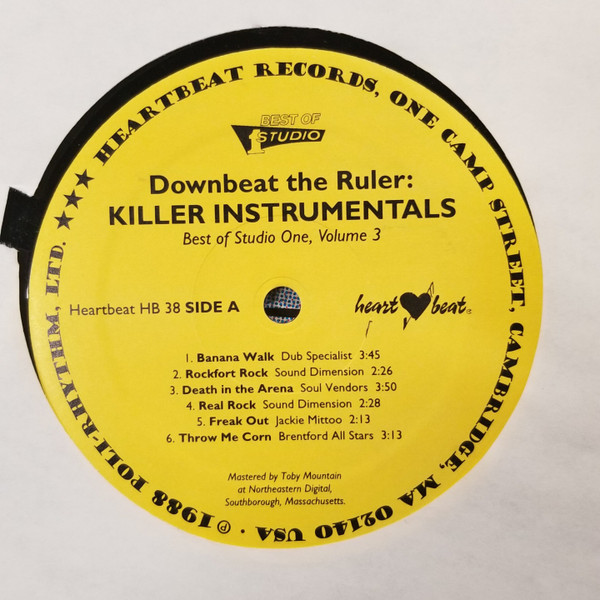 ★★★ HEARTBEAT RECORDS, ONE CAMP STREET, CAMBRIDGE, MA 02140 USA · ℗ 1988 POLI-RHYTHM, LTD.
BEST OF
1 STUDIO
Downbeat the Ruler:
KILLER INSTRUMENTALS
Best of Studio One, Volume 3
Heartbeat HB 38 SIDE A
heart beat
1. Banana Walk Dub Specialist 3:45
2. Rockfort Rock Sound Dimension 2:26
3. Death in the Arena Soul Vendors 3:50
4. Real Rock Sound Dimension 2:28
5. Freak Out Jackie Mittoo 2:13
6. Throw Me Corn Brentford All Stars 3:13
Mastered by Toby Mountain
at Northeastern Digital,
Southborough, Massachusetts.